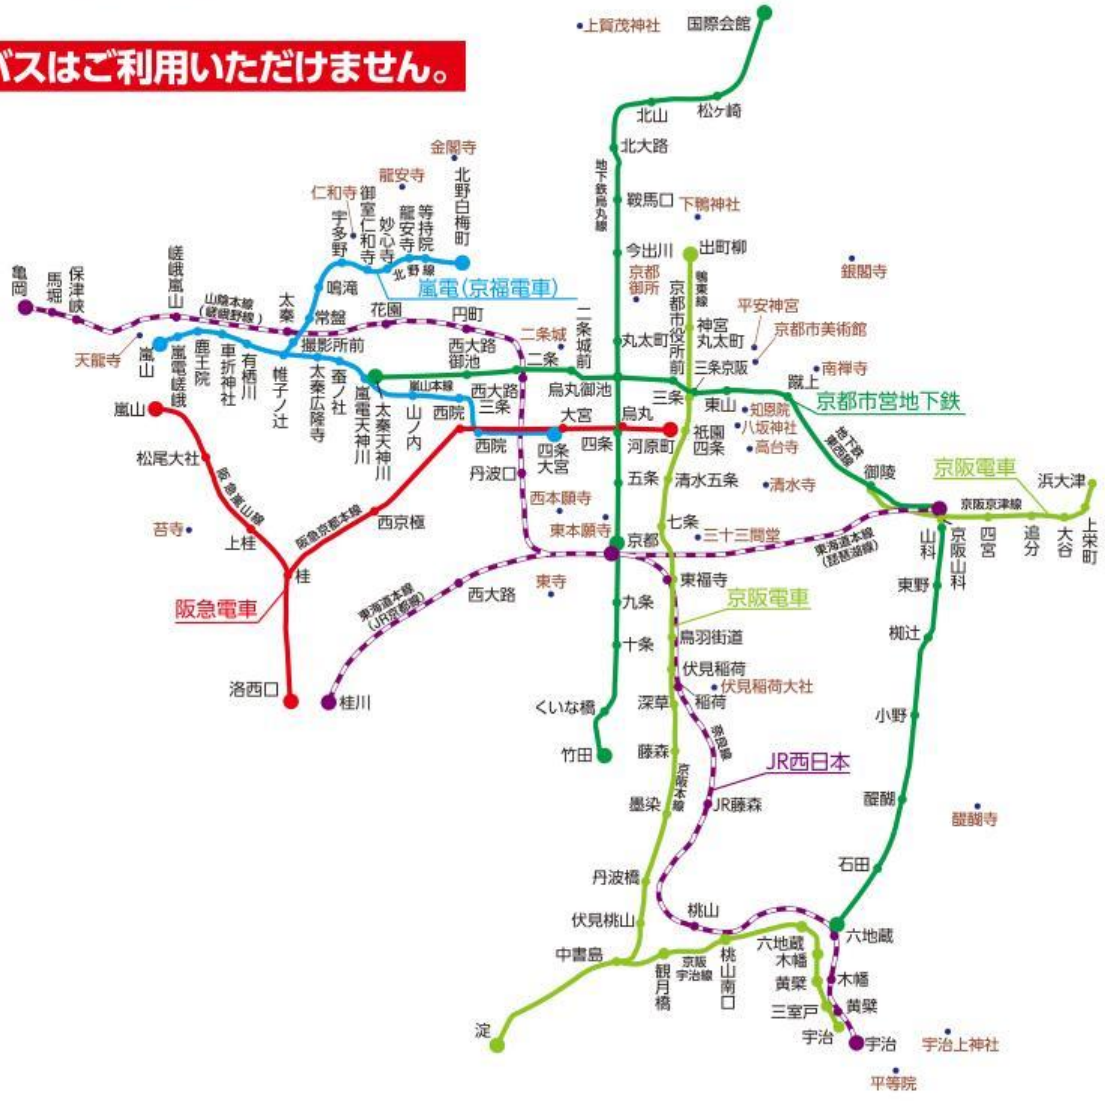 バスはご利用いただけません。
上賀茂神社
国際会館
北山
松ヶ崎
北大路
地下鉄烏丸線
鞍馬口
下鴨神社
今出川
出町柳
京都
御所
京都市役所前
鴨東線
銀閣寺
平安神宮
京都市美術館
神宮
丸太町
丸太町
南禅寺
三条京阪
三条
東山
蹴上
京都市営地下鉄
知恩院
八坂神社
高台寺
地下鉄
東西線
御陵
京阪電車
浜大津
京阪京津線
山科
京阪山科
四宮
追分
大谷
上栄町
金閣寺
龍安寺
仁和寺
宇多野
御室仁和寺
妙心寺
龍安寺
等持院
北野白梅町
北野線
嵐電(京福電車)
鳴滝
常盤
亀岡
馬堀
保津峡
嵯峨嵐山
山陰本線
(嵯峨野線)
太秦
花園
円町
二条城
二条城前
天龍寺
嵐山
嵐電嵯峨
鹿王院
車折神社
有栖川
帷子ノ辻
撮影所前
太秦広隆寺
蚕ノ社
嵐電天神川
太秦天神川
西大路
御池
二条
烏丸御池
嵐山本線
山ノ内
西大路
三条
西院
西院
大宮
四条
大宮
烏丸
四条
河原町
祇園
四条
嵐山
松尾大社
阪急嵐山線
苔寺
上桂
桂
阪急京都本線
西京極
阪急電車
洛西口
丹波口
五条
清水五条
清水寺
西本願寺
東本願寺
七条
三十三間堂
京都
東海道本線
(琵琶湖線)
東寺
西大路
東海道本線
(JR京都線)
桂川
東福寺
京阪電車
九条
十条
鳥羽街道
伏見稲荷
伏見稲荷大社
稲荷
くいな橋
竹田
深草
藤森
奈良線
JR西日本
京阪本線
墨染
JR藤森
東野
椥辻
小野
醍醐
醍醐寺
石田
丹波橋
伏見桃山
桃山
中書島
観月橋
京阪
宇治線
桃山南口
六地蔵
六地蔵
木幡
木幡
黄檗
黄檗
三室戸
宇治
宇治
淀
宇治上神社
平等院